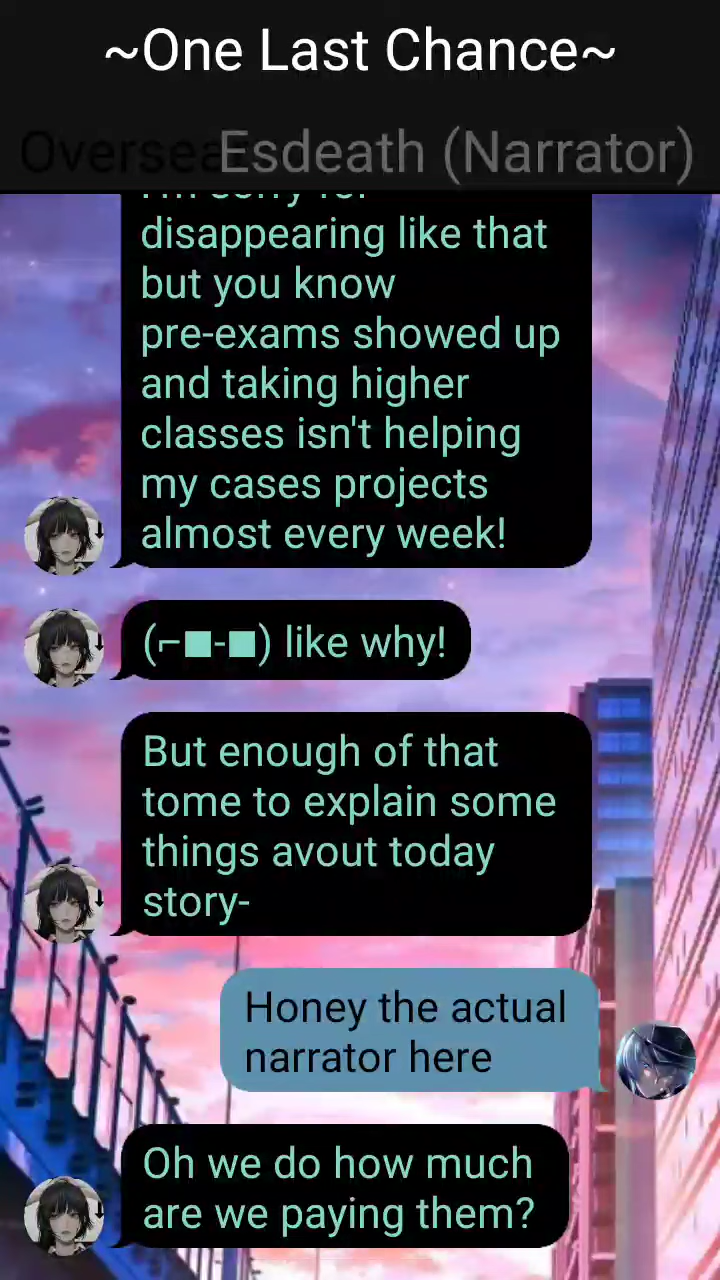 ~One Last Chance~
Esdeath (Narrator)
disappearing like that
but you know
pre-exams showed up
and taking higher
classes isn't helping
my cases projects
almost every week!
(⌐■-■) like why!
But enough of that
tome to explain some
things avout today
story-
Honey the actual
narrator here
Oh we do how much
are we paying them?